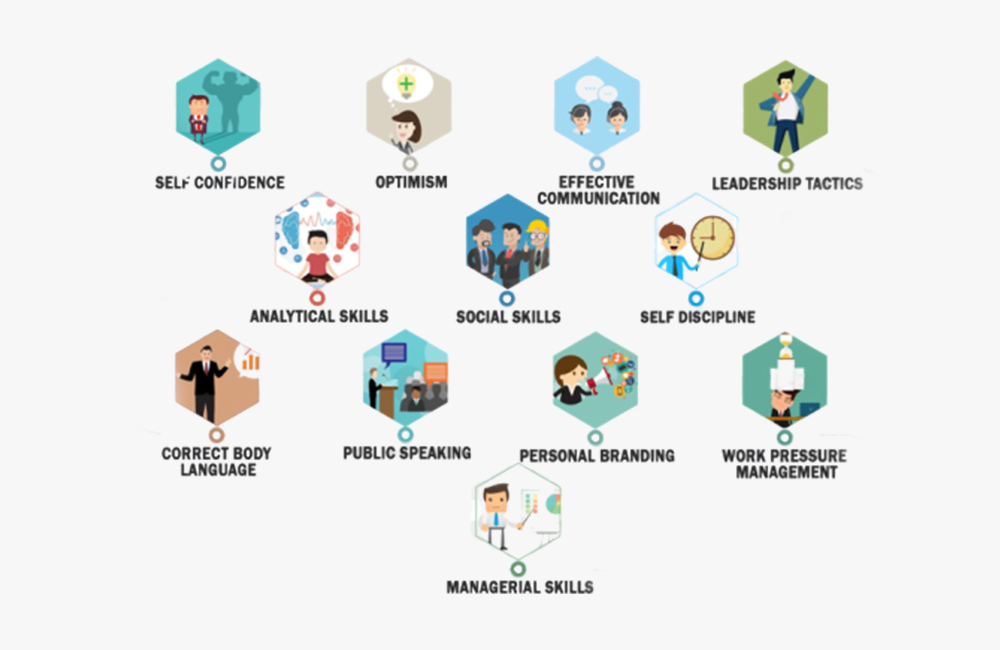 SELF CONFIDENCE
OPTIMISM
EFFECTIVE
COMMUNICATION
LEADERSHIP TACTICS
ANALYTICAL SKILLS
SOCIAL SKILLS
SELF DISCIPLINE
CORRECT BODY
LANGUAGE
PUBLIC SPEAKING
PERSONAL BRANDING
WORK PRESSURE
MANAGEMENT
MANAGERIAL SKILLS